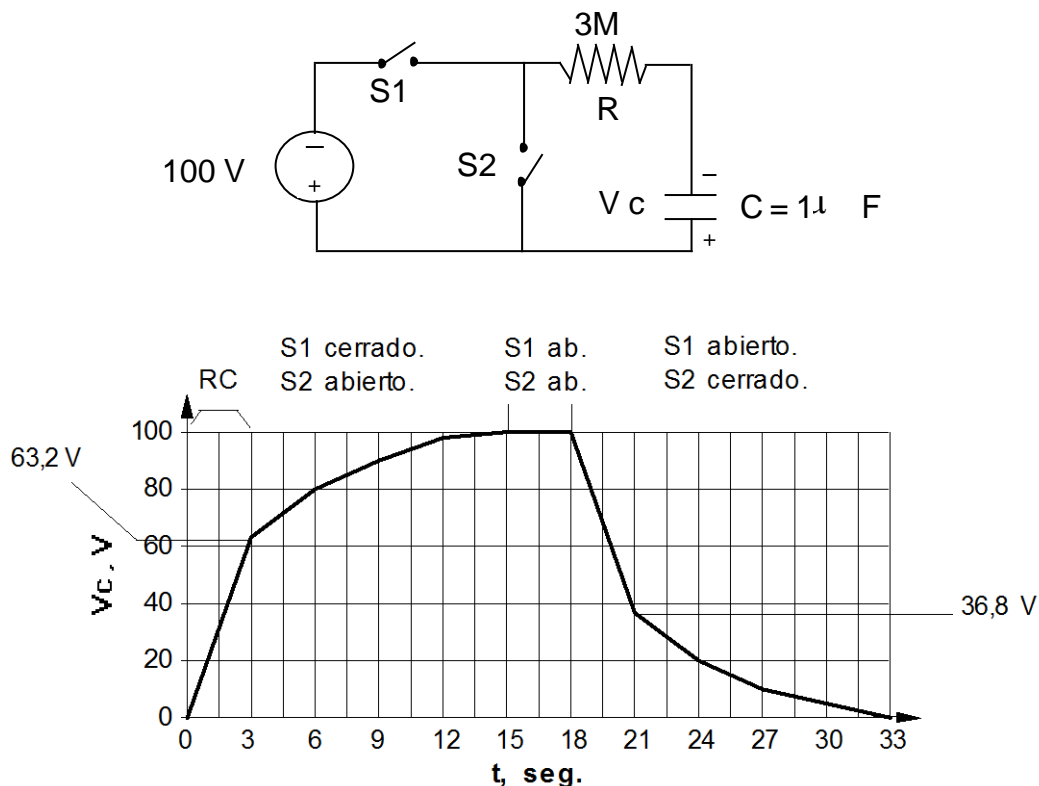 3M
S1
R
−
100 V
+
S2
−
V c
C = 1μ F
+
S1 cerrado.
S2 abierto.
S1 ab.
S2 ab.
S1 abierto.
S2 cerrado.
RC
63,2 V
36,8 V
Vc, V
100
80
60
40
20
0
0 3 6 9 12 15 18 21 24 27 30 33
t, seg.